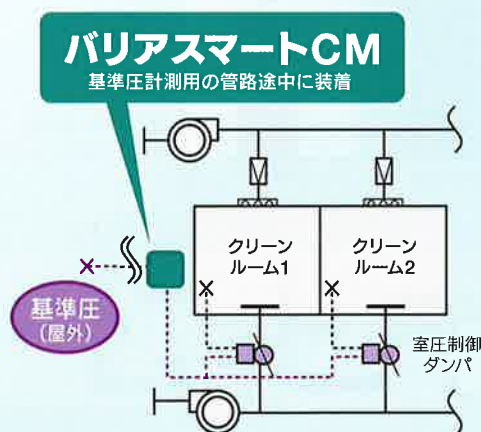 バリアスマートCM
基準圧計測用の管路途中に装着
クリーン
ルーム1
クリーン
ルーム2
基準圧
(屋外)
室圧制御
ダンパ